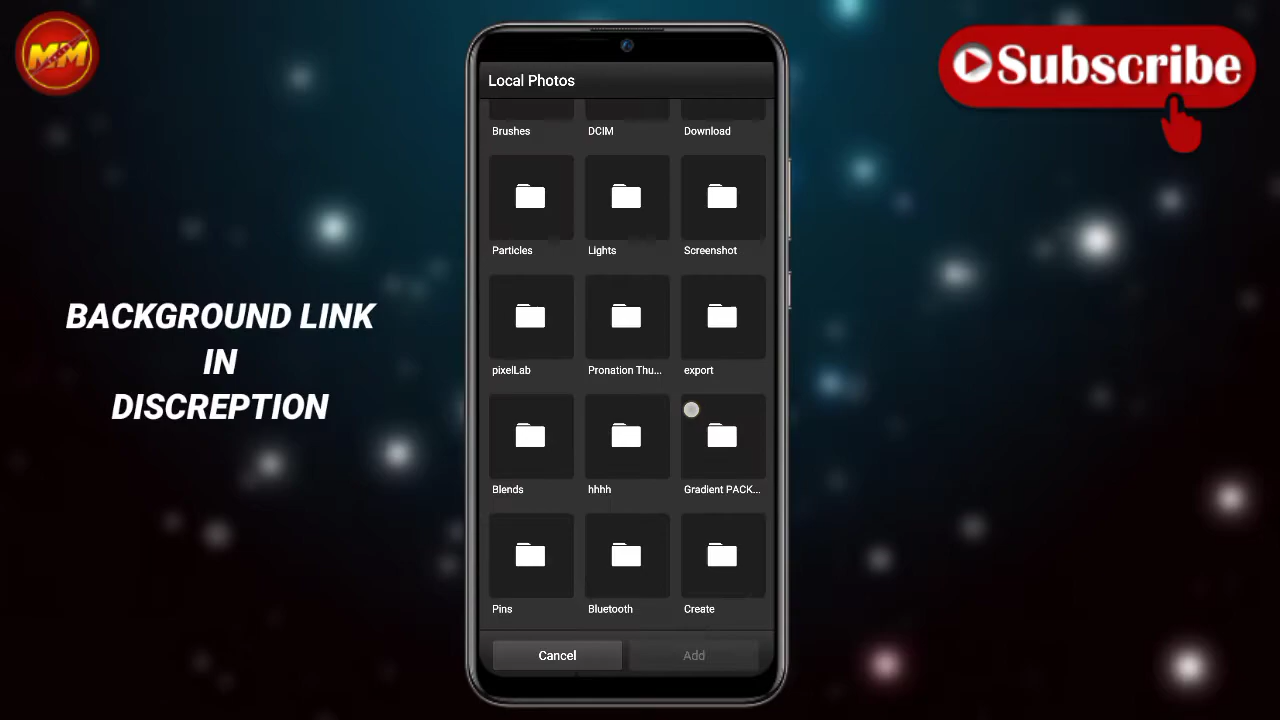 MM
Subscribe
Local Photos
Brushes DCIM Download
Particles Lights Screenshot
pixelLab Pronation Thu... export
Blends hhhh Gradient PACK...
Pins Bluetooth Create
Cancel Add
BACKGROUND LINK
IN
DISCREPTION